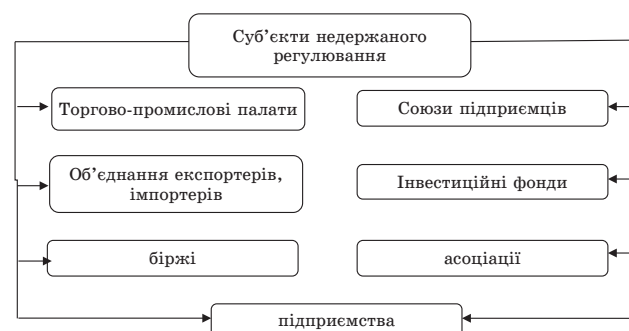 Суб’єкти недержаного
регулювання
Торгово-промислові палати
Союзи підприємців
Об’єднання експортерів,
імпортерів
Інвестиційні фонди
біржі
асоціації
підприємства